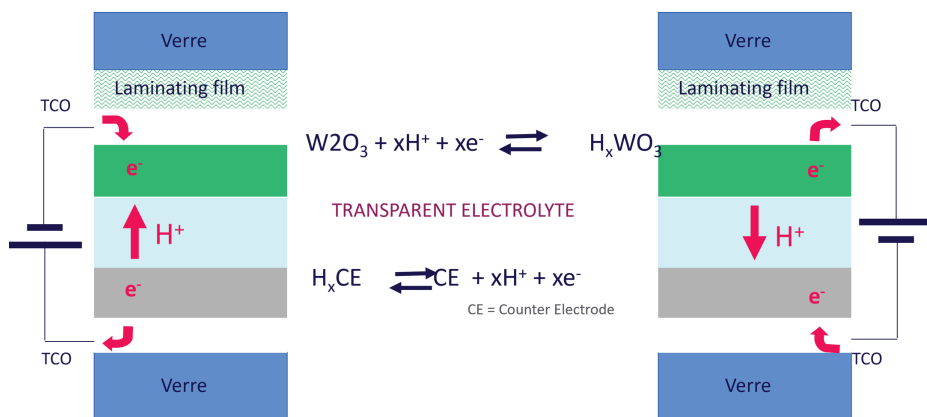 Verre
Verre
Laminating film
Laminating film
TCO
TCO
W2O₃ + xH⁺ + xe⁻ ⇌ HₓWO₃
e⁻
e⁻
TRANSPARENT ELECTROLYTE
H⁺
H⁺
HₓCE ⇌ CE + xH⁺ + xe⁻
e⁻
e⁻
CE = Counter Electrode
TCO
TCO
Verre
Verre